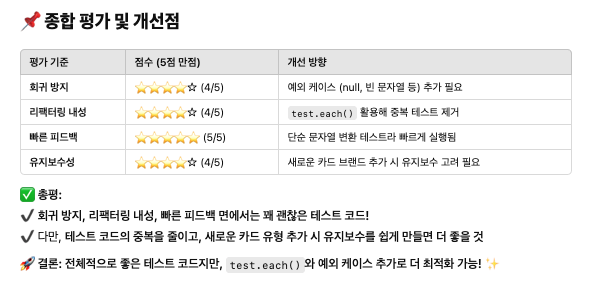 📌 종합 평가 및 개선점
평가 기준 점수 (5점 만점) 개선 방향
회귀 방지 ⭐⭐⭐⭐☆ (4/5) 예외 케이스 (null, 빈 문자열 등) 추가 필요
리팩터링 내성 ⭐⭐⭐⭐☆ (4/5) test.each() 활용해 중복 테스트 제거
빠른 피드백 ⭐⭐⭐⭐⭐ (5/5) 단순 문자열 변환 테스트라 빠르게 실행됨
유지보수성 ⭐⭐⭐⭐☆ (4/5) 새로운 카드 브랜드 추가 시 유지보수 고려 필요
✅ 총평:
✔ 회귀 방지, 리팩터링 내성, 빠른 피드백 면에서는 꽤 괜찮은 테스트 코드!
✔ 다만, 테스트 코드의 중복을 줄이고, 새로운 카드 유형 추가 시 유지보수를 쉽게 만들면 더 좋을 것
🚀 결론: 전체적으로 좋은 테스트 코드지만, test.each()와 예외 케이스 추가로 더 최적화 가능! ✨